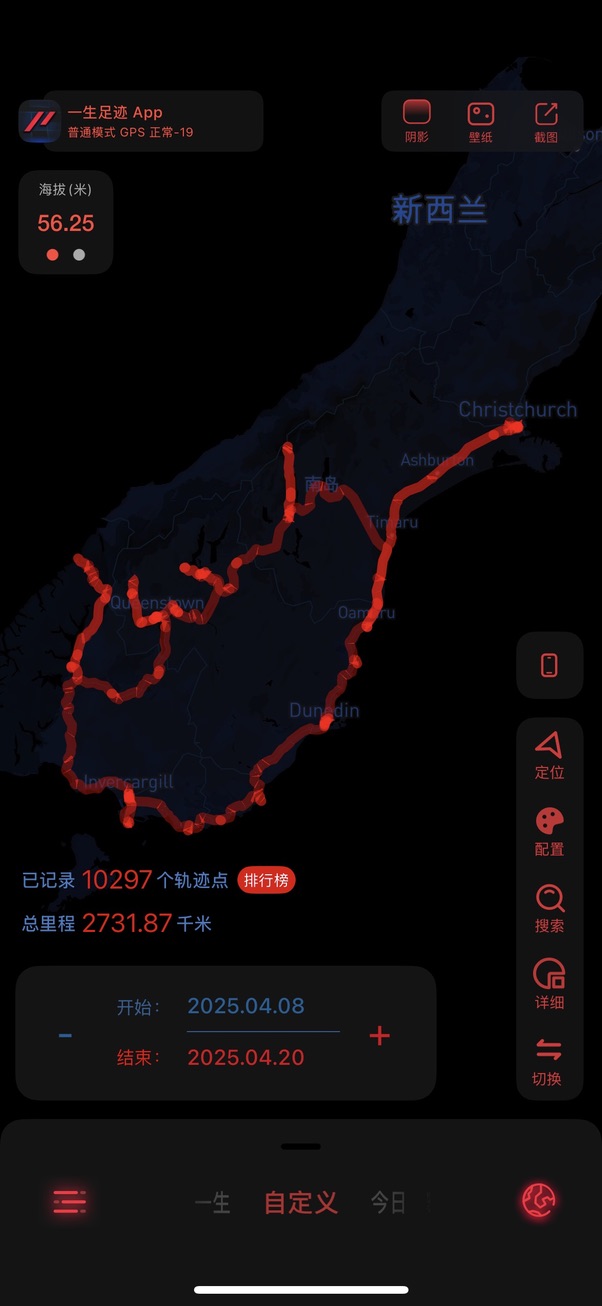 一生足迹 App
普通模式 GPS 正常-19
阴影
壁纸
截图
海拔(米)
56.25
新西兰
Christchurch
Ashburton
南岛
Timaru
Queenstown
Oamaru
Dunedin
Invercargill
已记录 10297 个轨迹点 排行榜
总里程 2731.87 千米
定位
配置
搜索
详细
切换
- 开始: 2025.04.08
结束: 2025.04.20 +
一生 自定义 今日